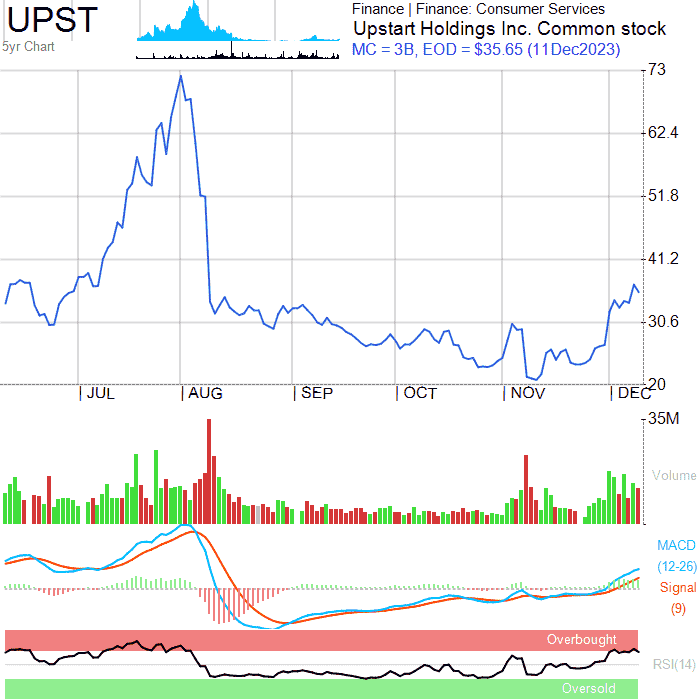 UPST
5yr Chart
Finance | Finance: Consumer Services
Upstart Holdings Inc. Common stock
MC = 3B, EOD = $35.65 (11Dec2023)
73
62.4
51.8
41.2
30.6
20
| JUL | AUG | SEP | OCT | NOV | DEC
35M
Volume
MACD
(12-26)
Signal
(9)
Overbought
RSI(14)
Oversold